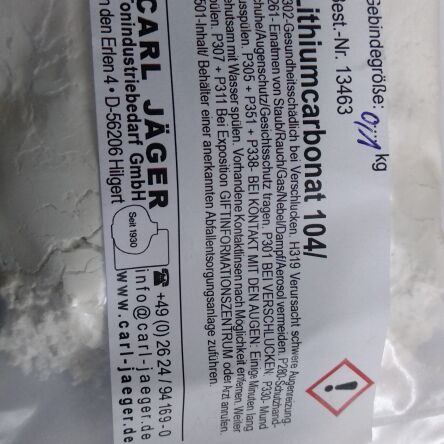 Gebindegröße: 0,1 kg
Best.-Nr. 13463
Lithiumcarbonat 104/
302-Gesundheitsschädlich bei Verschlucken. H319 Verursacht schwere Augenreizung.
261-Einatmen von Staub/Rauch/Gas/Nebel/Dampf/Aerosol vermeiden. P280-Schutzhand-
schuhe/Augenschutz/Gesichtsschutz tragen. P301 BEI VERSCHLUCKEN: P330- Mund
ausspülen. P305 + P351 + P338- BEI KONTAKT MIT DEN AUGEN: Einige Minuten lang
behutsam mit Wasser spülen. Vorhandene Kontaktlinsen nach Möglichkeit entfernen. Weiter
spülen. P307 + P311 Bei Exposition GIFTINFORMATIONSZENTRUM oder Arzt anrufen.
501-Inhalt/ Behälter einer anerkannten Abfallentsorgungsanlage zuführen.
CARL JÄGER
Tonindustriebedarf GmbH
In den Erlen 4 • D-56206 Hilgert
Seit 1930
☎ +49 (0) 26 24 / 94 169-0
info@carl-jaeger.de
www.carl-jaeger.de